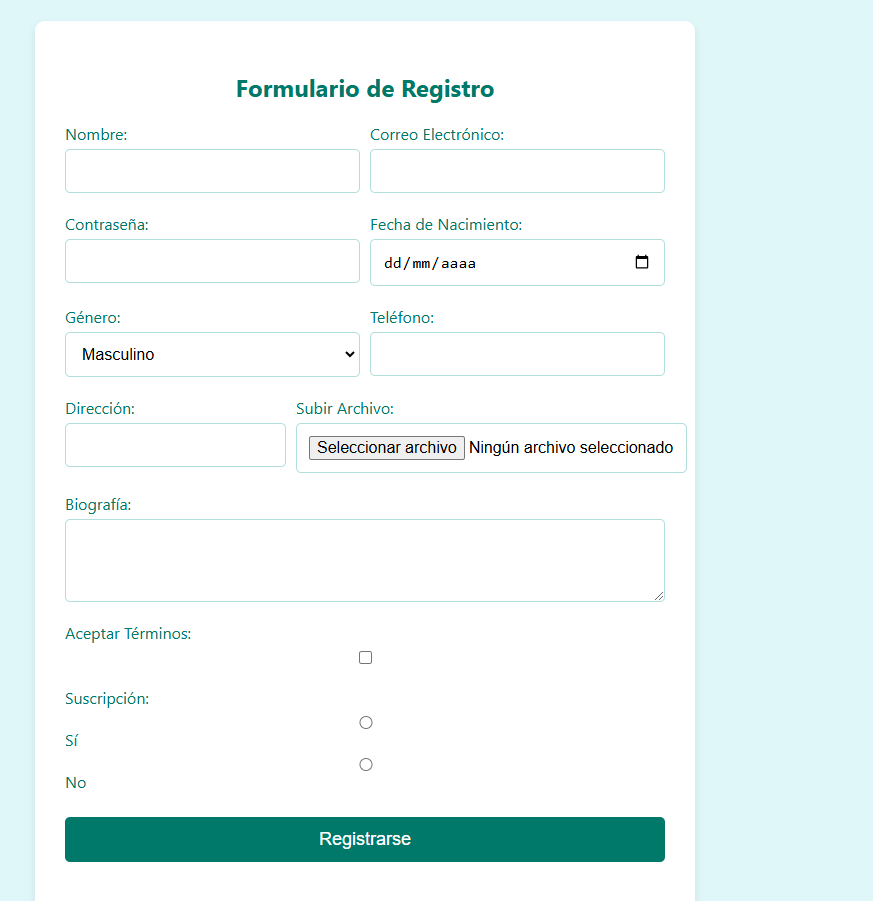 Formulario de Registro
Nombre: Correo Electrónico:
Contraseña: Fecha de Nacimiento:
dd/mm/aaaa
Género: Teléfono:
Masculino
Dirección: Subir Archivo:
Seleccionar archivo Ningún archivo seleccionado
Biografía:
Aceptar Términos:
Suscripción:
Sí
No
Registrarse